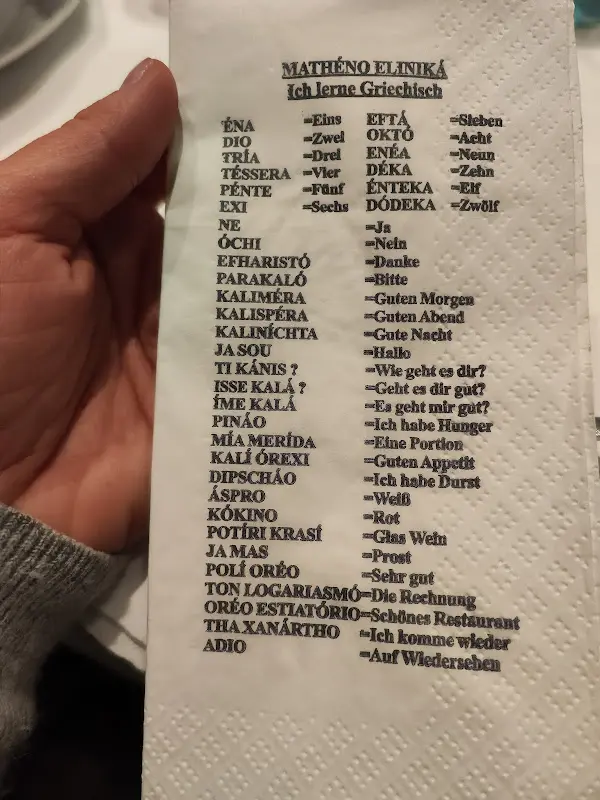 MATHÉNO ELINIKÁ
Ich lerne Griechisch
ÉNA =Eins EFTÁ =Sieben
DIO =Zwei OKTÓ =Acht
TRÍA =Drei ENÉA =Neun
TÉSSERA =Vier DÉKA =Zehn
PÉNTE =Fünf ÉNTEKA =Elf
EXI =Sechs DÓDEKA =Zwölf
NE =Ja
ÓCHI =Nein
EFHARISTÓ =Danke
PARAKALÓ =Bitte
KALIMÉRA =Guten Morgen
KALISPÉRA =Guten Abend
KALINÍCHTA =Gute Nacht
JA SOU =Hallo
TI KÁNIS ? =Wie geht es dir?
ISSE KALÁ ? =Geht es dir gut?
ÍME KALÁ =Es geht mir gut?
PINÁO =Ich habe Hunger
MÍA MERÍDA =Eine Portion
KALÍ ÓREXI =Guten Appetit
DIPSCHÁO =Ich habe Durst
ÁSPRO =Weiß
KÓKINO =Rot
POTÍRI KRASÍ =Glas Wein
JA MAS =Prost
POLÍ ORÉO =Sehr gut
TON LOGARIASMÓ=Die Rechnung
ORÉO ESTIATÓRIO=Schönes Restaurant
THA XANÁRTHO =Ich komme wieder
ADIO =Auf Wiedersehen